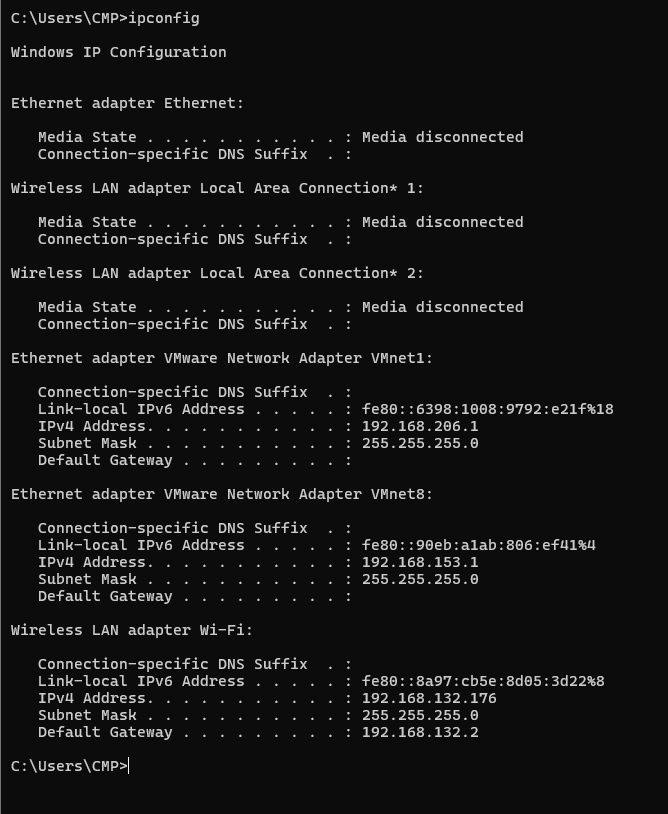 C:\Users\CMP>ipconfig
Windows IP Configuration
Ethernet adapter Ethernet:
Media State . . . . . . . . . . . : Media disconnected
Connection-specific DNS Suffix  . :
Wireless LAN adapter Local Area Connection* 1:
Media State . . . . . . . . . . . : Media disconnected
Connection-specific DNS Suffix  . :
Wireless LAN adapter Local Area Connection* 2:
Media State . . . . . . . . . . . : Media disconnected
Connection-specific DNS Suffix  . :
Ethernet adapter VMware Network Adapter VMnet1:
Connection-specific DNS Suffix  . :
Link-local IPv6 Address . . . . . : fe80::6398:1008:9792:e21f%18
IPv4 Address. . . . . . . . . . . : 192.168.206.1
Subnet Mask . . . . . . . . . . . : 255.255.255.0
Default Gateway . . . . . . . . . :
Ethernet adapter VMware Network Adapter VMnet8:
Connection-specific DNS Suffix  . :
Link-local IPv6 Address . . . . . : fe80::90eb:a1ab:806:ef41%4
IPv4 Address. . . . . . . . . . . : 192.168.153.1
Subnet Mask . . . . . . . . . . . : 255.255.255.0
Default Gateway . . . . . . . . . :
Wireless LAN adapter Wi-Fi:
Connection-specific DNS Suffix  . :
Link-local IPv6 Address . . . . . : fe80::8a97:cb5e:8d05:3d22%8
IPv4 Address. . . . . . . . . . . : 192.168.132.176
Subnet Mask . . . . . . . . . . . : 255.255.255.0
Default Gateway . . . . . . . . . : 192.168.132.2
C:\Users\CMP>